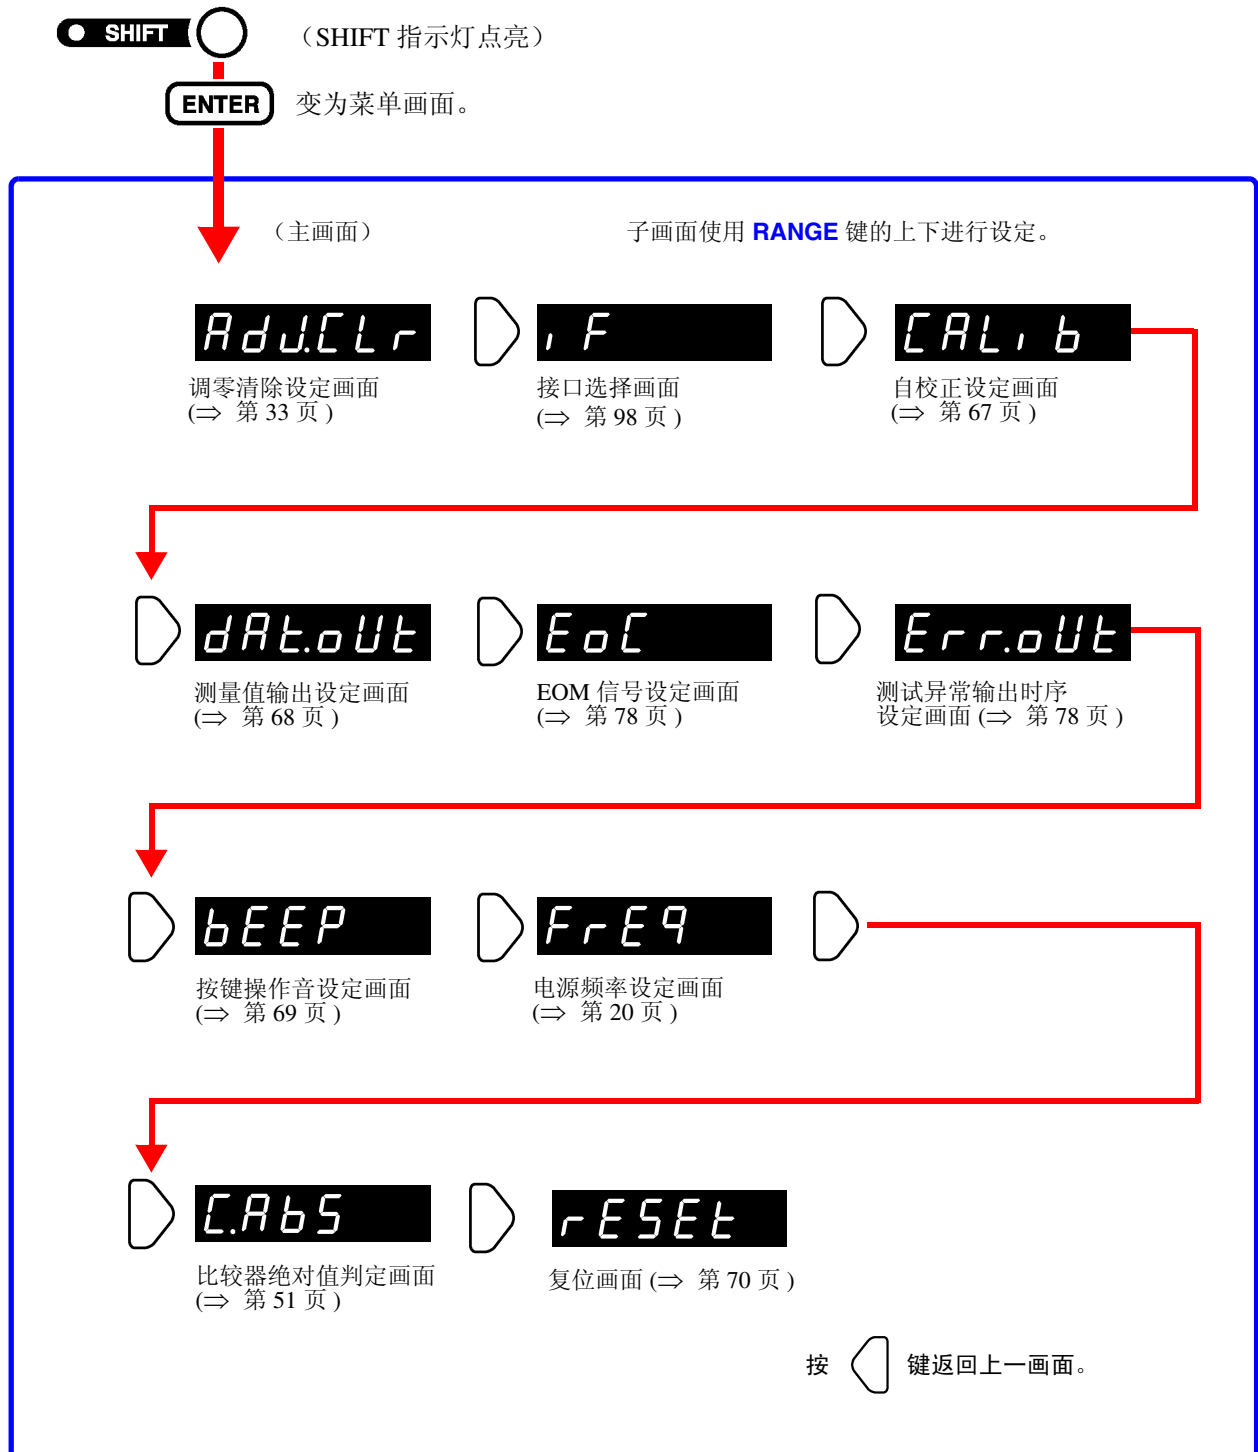 SHIFT
（SHIFT 指示灯点亮）
ENTER
变为菜单画面。
（主画面）
子画面使用 RANGE 键的上下进行设定。
AdJ.CLr
iF
CALib
调零清除设定画面
(⇒ 第 33 页 )
接口选择画面
(⇒ 第 98 页 )
自校正设定画面
(⇒ 第 67 页 )
dAt.oUt
EoC
Err.oUt
测量值输出设定画面
(⇒ 第 68 页 )
EOM 信号设定画面
(⇒ 第 78 页 )
测试异常输出时序
设定画面 (⇒ 第 78 页 )
bEEP
FrEq
按键操作音设定画面
(⇒ 第 69 页 )
电源频率设定画面
(⇒ 第 20 页 )
C.AbS
rESEt
比较器绝对值判定画面
(⇒ 第 51 页 )
复位画面 (⇒ 第 70 页 )
按 键返回上一画面。